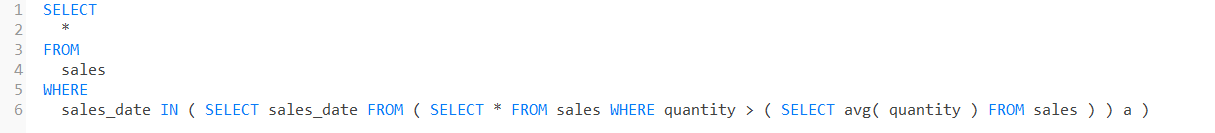 1 SELECT
2   *
3 FROM
4   sales
5 WHERE
6   sales_date IN ( SELECT sales_date FROM ( SELECT * FROM sales WHERE quantity > ( SELECT avg( quantity ) FROM sales ) ) a )